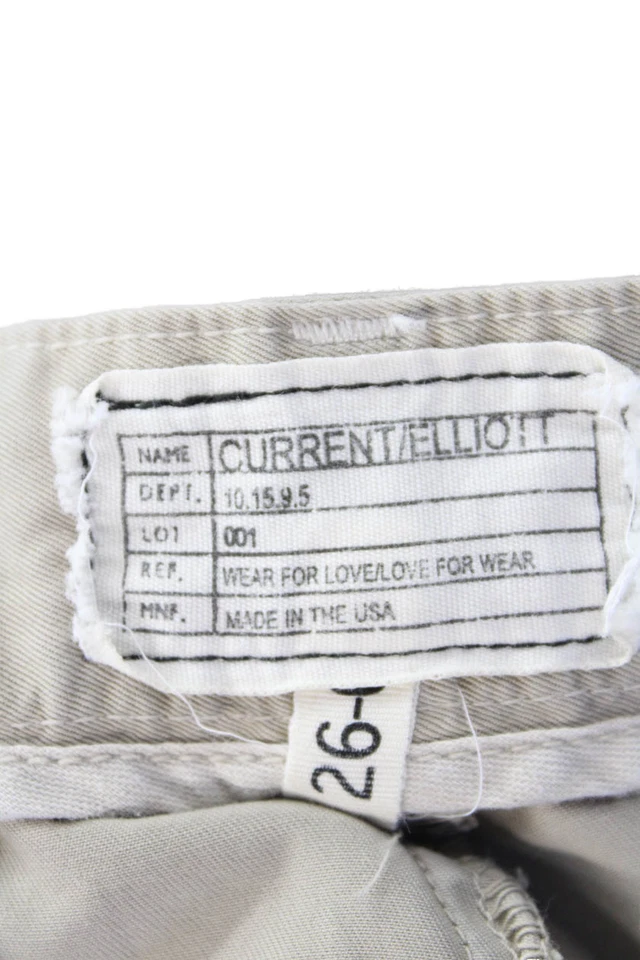 NAME CURRENT/ELLIOTT
DEPT. 10.15.9.5
LOT 001
REF. WEAR FOR LOVE/LOVE FOR WEAR
MNF. MADE IN THE USA
26-